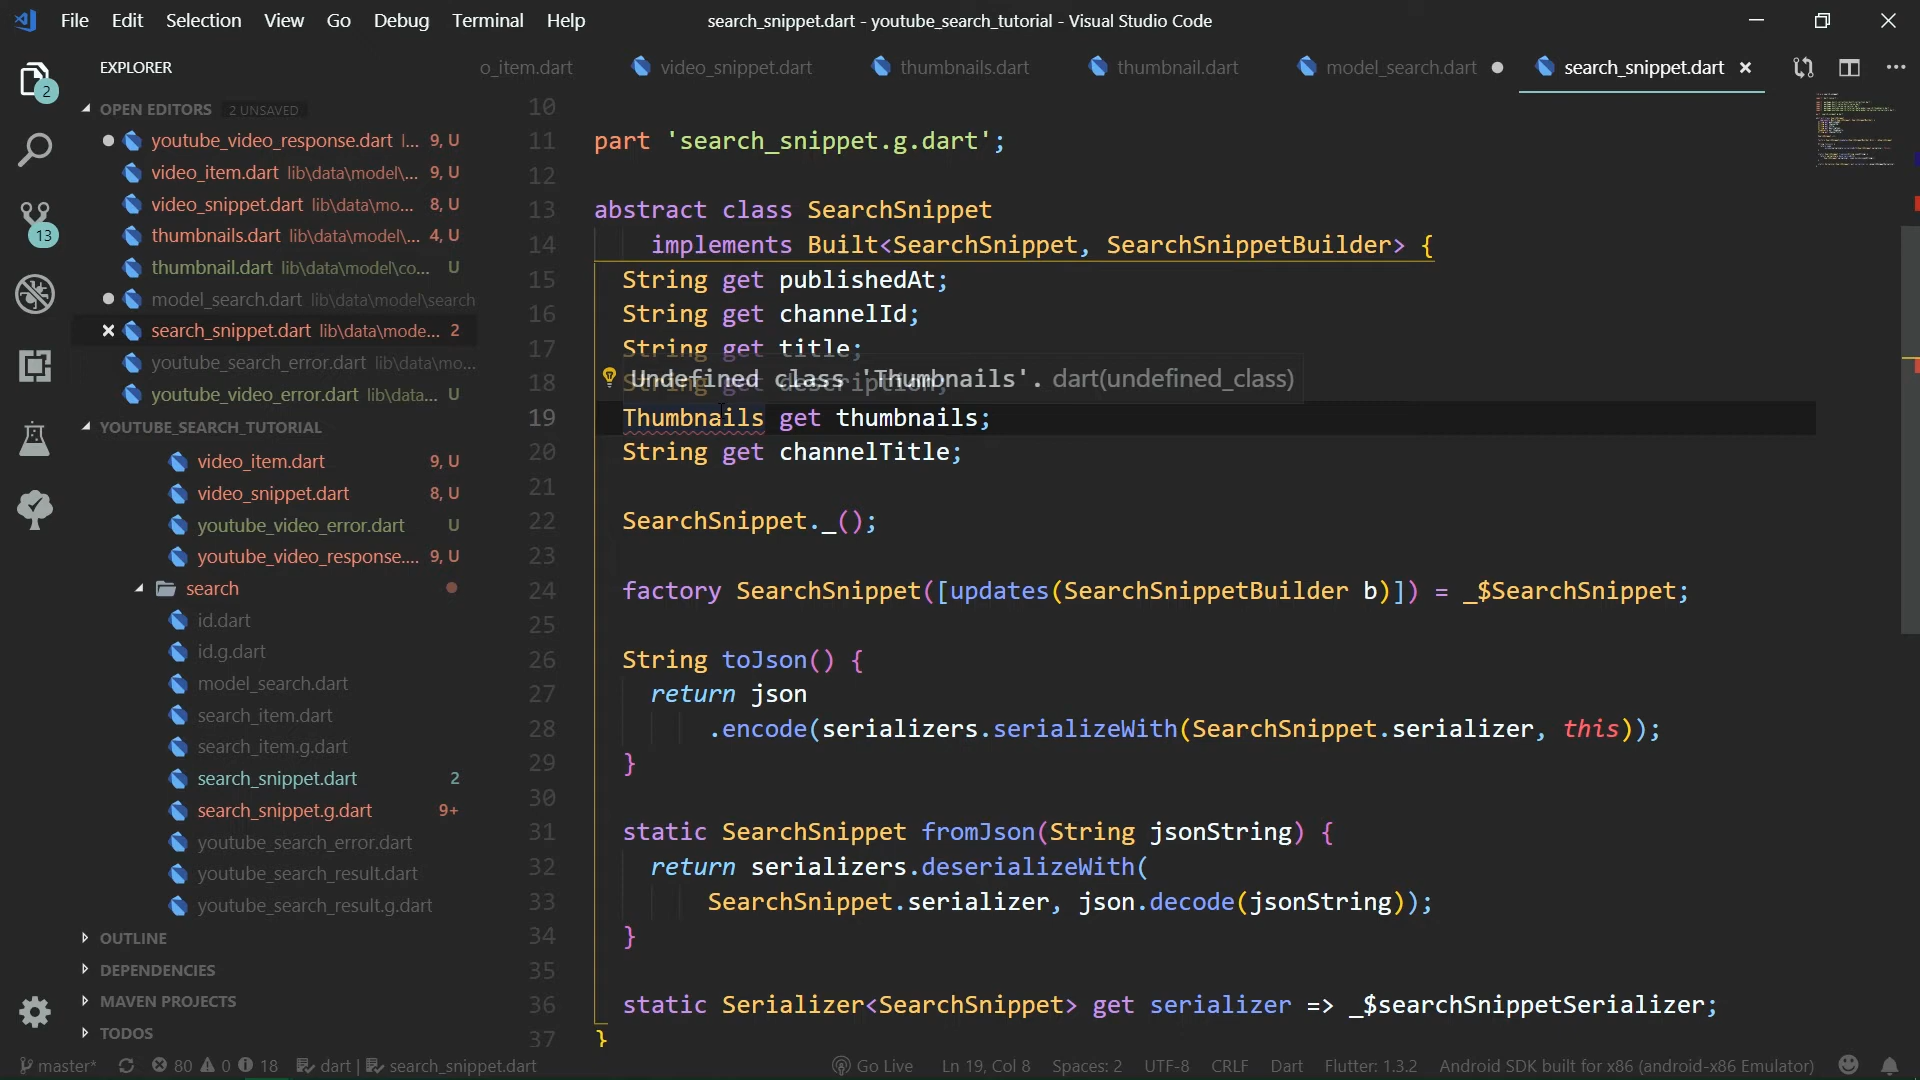 File Edit Selection View Go Debug Terminal Help
search_snippet.dart - youtube_search_tutorial - Visual Studio Code
EXPLORER
o_item.dart
video_snippet.dart
thumbnails.dart
thumbnail.dart
model_search.dart
search_snippet.dart
2
OPEN EDITORS 2 UNSAVED
youtube_video_response.dart l... 9, U
video_item.dart lib\data\model\... 9, U
video_snippet.dart lib\data\mo... 8, U
13
thumbnails.dart lib\data\model\... 4, U
thumbnail.dart lib\data\model\co... U
model_search.dart lib\data\model\search
search_snippet.dart lib\data\mode... 2
youtube_search_error.dart lib\data\mo...
youtube_video_error.dart lib\data... U
YOUTUBE_SEARCH_TUTORIAL
video_item.dart 9, U
video_snippet.dart 8, U
youtube_video_error.dart U
youtube_video_response.... 9, U
search
id.dart
id.g.dart
model_search.dart
search_item.dart
search_item.g.dart
search_snippet.dart 2
search_snippet.g.dart 9+
youtube_search_error.dart
youtube_search_result.dart
youtube_search_result.g.dart
OUTLINE
DEPENDENCIES
MAVEN PROJECTS
TODOS
10
11 part 'search_snippet.g.dart';
12
13 abstract class SearchSnippet
14 implements Built<SearchSnippet, SearchSnippetBuilder> {
15 String get publishedAt;
16 String get channelId;
17 String get title;
18 String get description;
Undefined class 'Thumbnails'. dart(undefined_class)
19 Thumbnails get thumbnails;
20 String get channelTitle;
21
22 SearchSnippet._();
23
24 factory SearchSnippet([updates(SearchSnippetBuilder b)]) = _$SearchSnippet;
25
26 String toJson() {
27 return json
28 .encode(serializers.serializeWith(SearchSnippet.serializer, this));
29 }
30
31 static SearchSnippet fromJson(String jsonString) {
32 return serializers.deserializeWith(
33 SearchSnippet.serializer, json.decode(jsonString));
34 }
35
36 static Serializer<SearchSnippet> get serializer => _$searchSnippetSerializer;
37 }
master* 80 0 18 dart | search_snippet.dart Go Live Ln 19, Col 8 Spaces: 2 UTF-8 CRLF Dart Flutter: 1.3.2 Android SDK built for x86 (android-x86 Emulator)